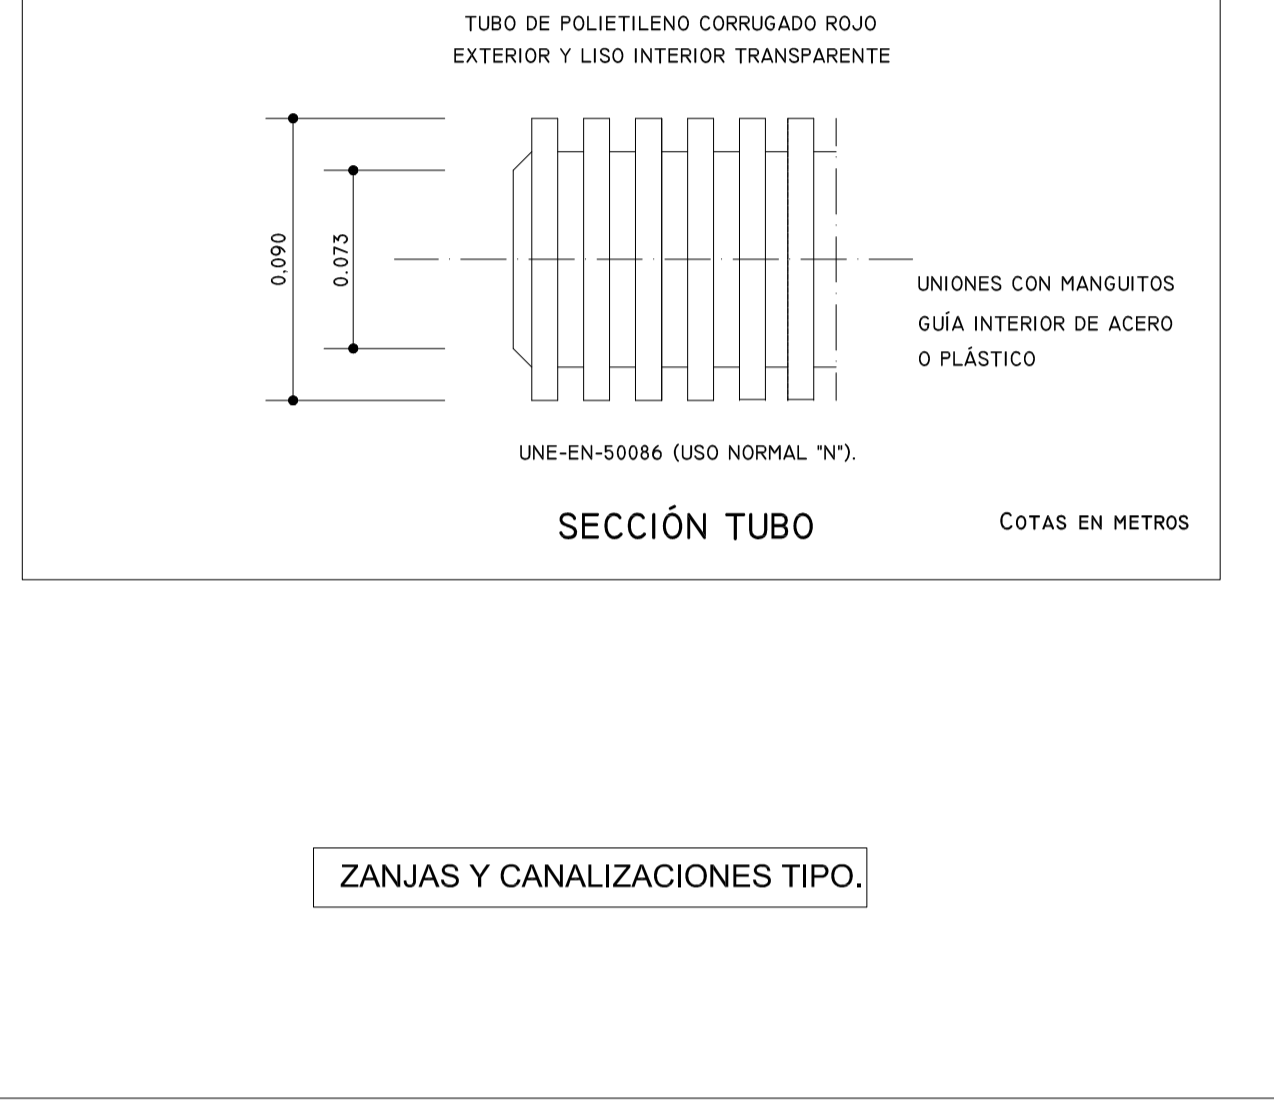 TUBO DE POLIETILENO CORRUGADO ROJO
EXTERIOR Y LISO INTERIOR TRANSPARENTE
0,090
0.073
UNIONES CON MANGUITOS
GUÍA INTERIOR DE ACERO
O PLÁSTICO
UNE-EN-50086 (USO NORMAL "N").
SECCIÓN TUBO
COTAS EN METROS
ZANJAS Y CANALIZACIONES TIPO.